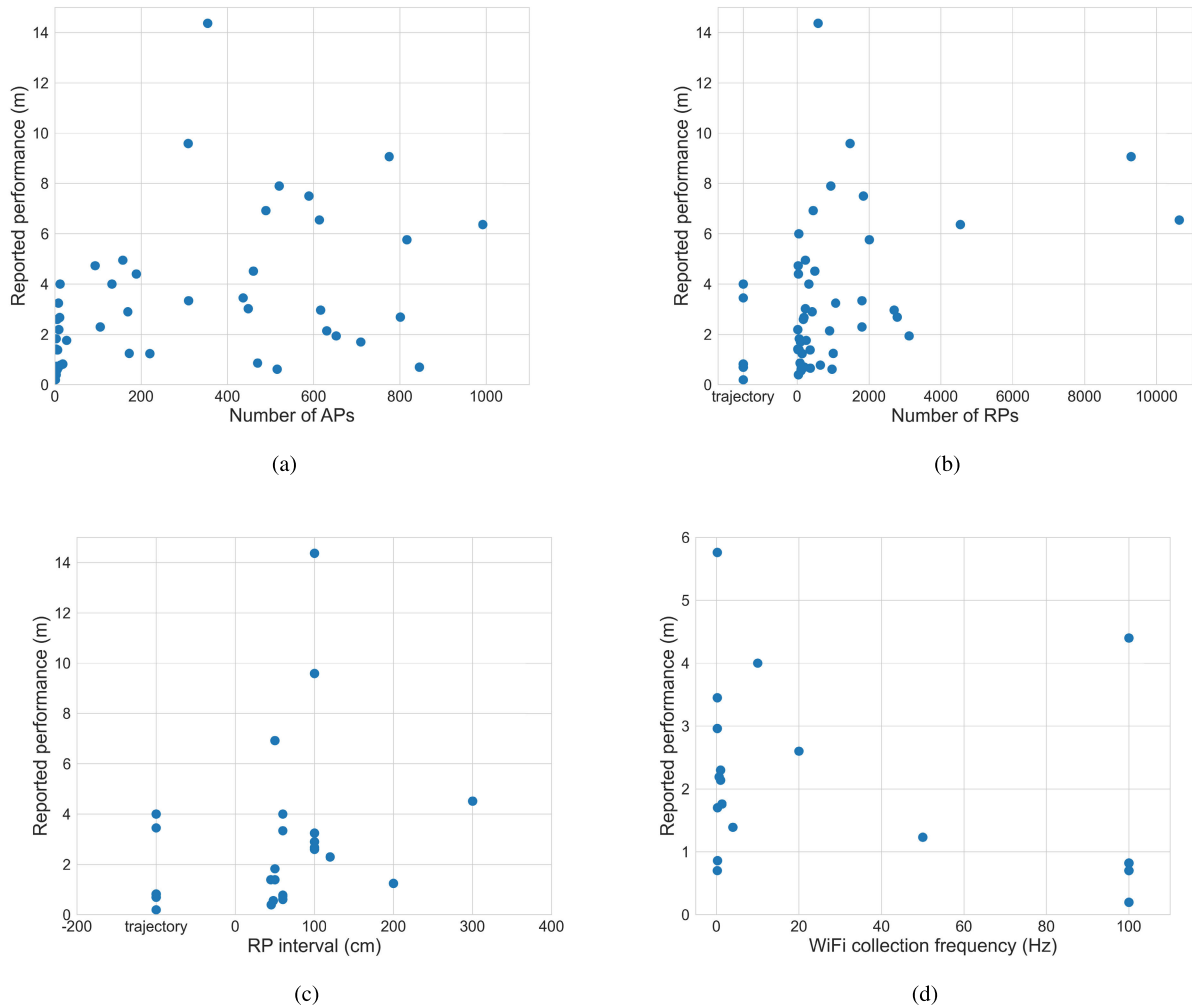 14
12
10
8
6
4
2
0
Reported performance (m)
0 200 400 600 800 1000
Number of APs
(a)
14
12
10
8
6
4
2
0
Reported performance (m)
trajectory 0 2000 4000 6000 8000 10000
Number of RPs
(b)
14
12
10
8
6
4
2
0
Reported performance (m)
-200 trajectory 0 100 200 300 400
RP interval (cm)
(c)
6
5
4
3
2
1
0
Reported performance (m)
0 20 40 60 80 100
WiFi collection frequency (Hz)
(d)